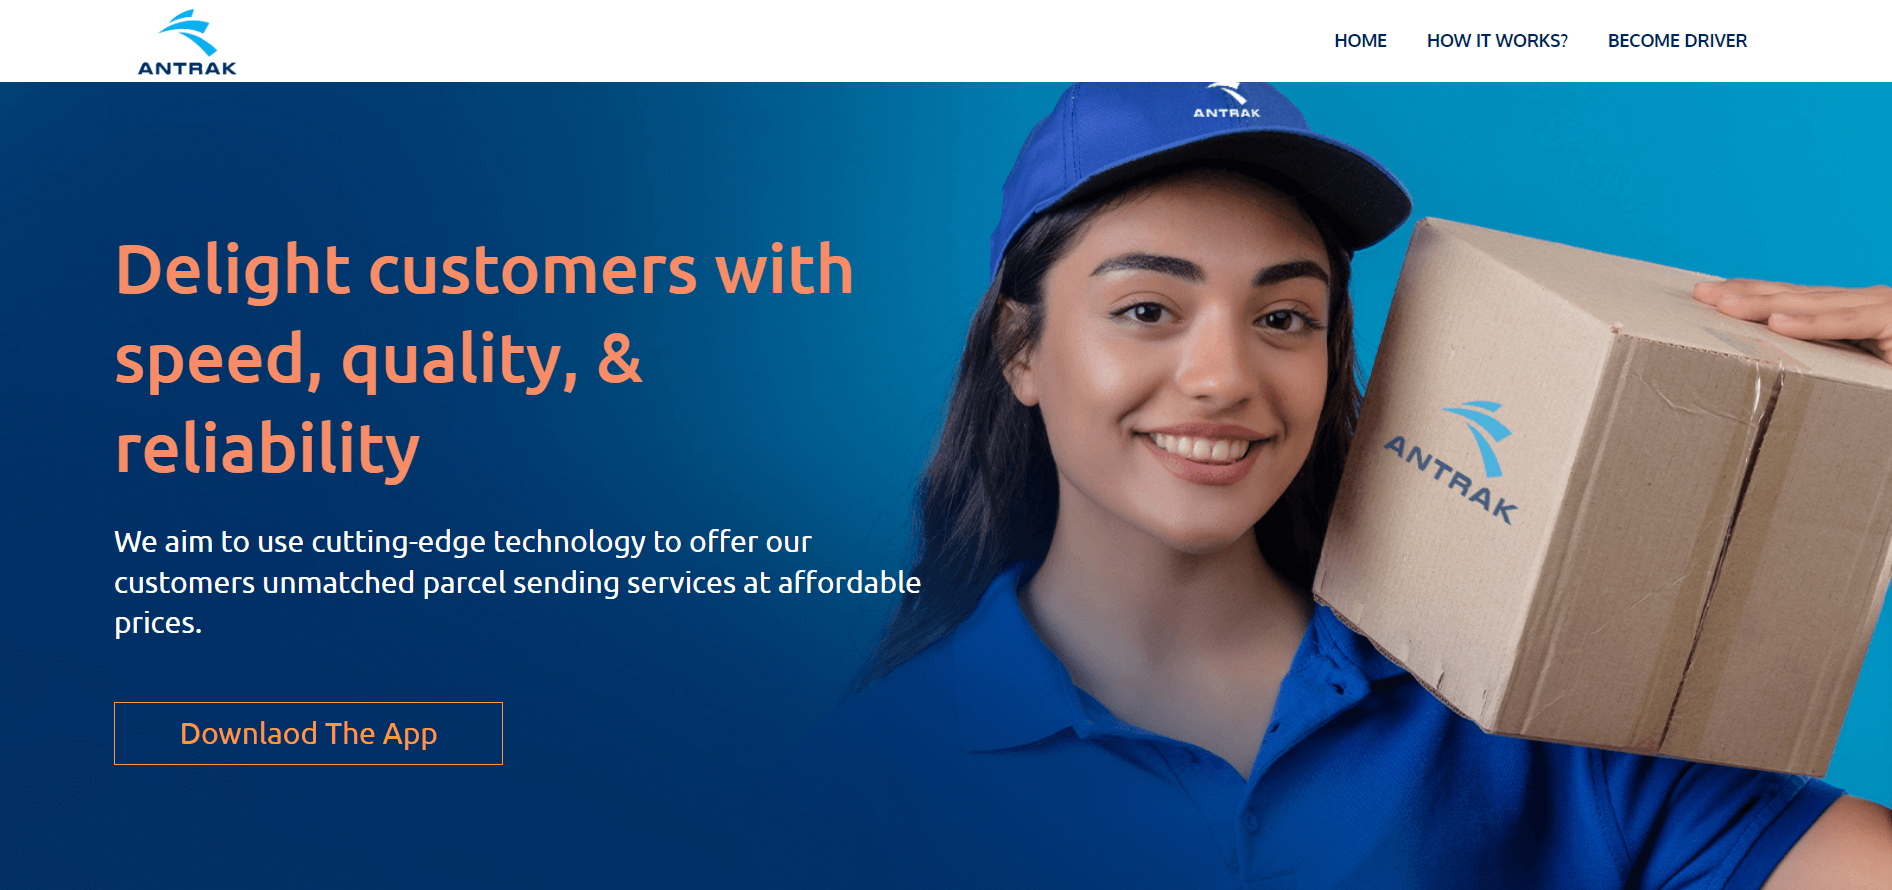 ANTRAK
HOME
HOW IT WORKS?
BECOME DRIVER
ANTRAK
Delight customers with
speed, quality, &
reliability
ANTRAK
We aim to use cutting-edge technology to offer our
customers unmatched parcel sending services at affordable
prices.
Downlaod The App